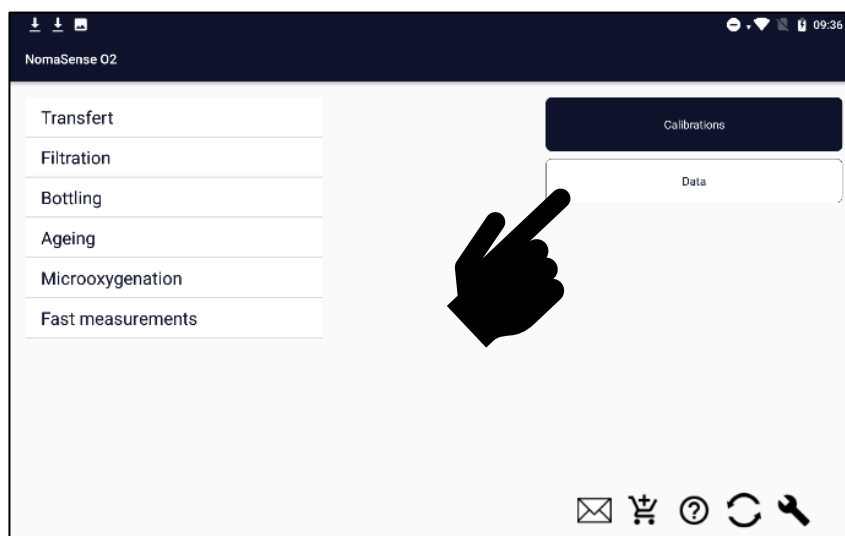 09:36
NomaSense O2
Transfert
Filtration
Bottling
Ageing
Microoxygenation
Fast measurements
Calibrations
Data